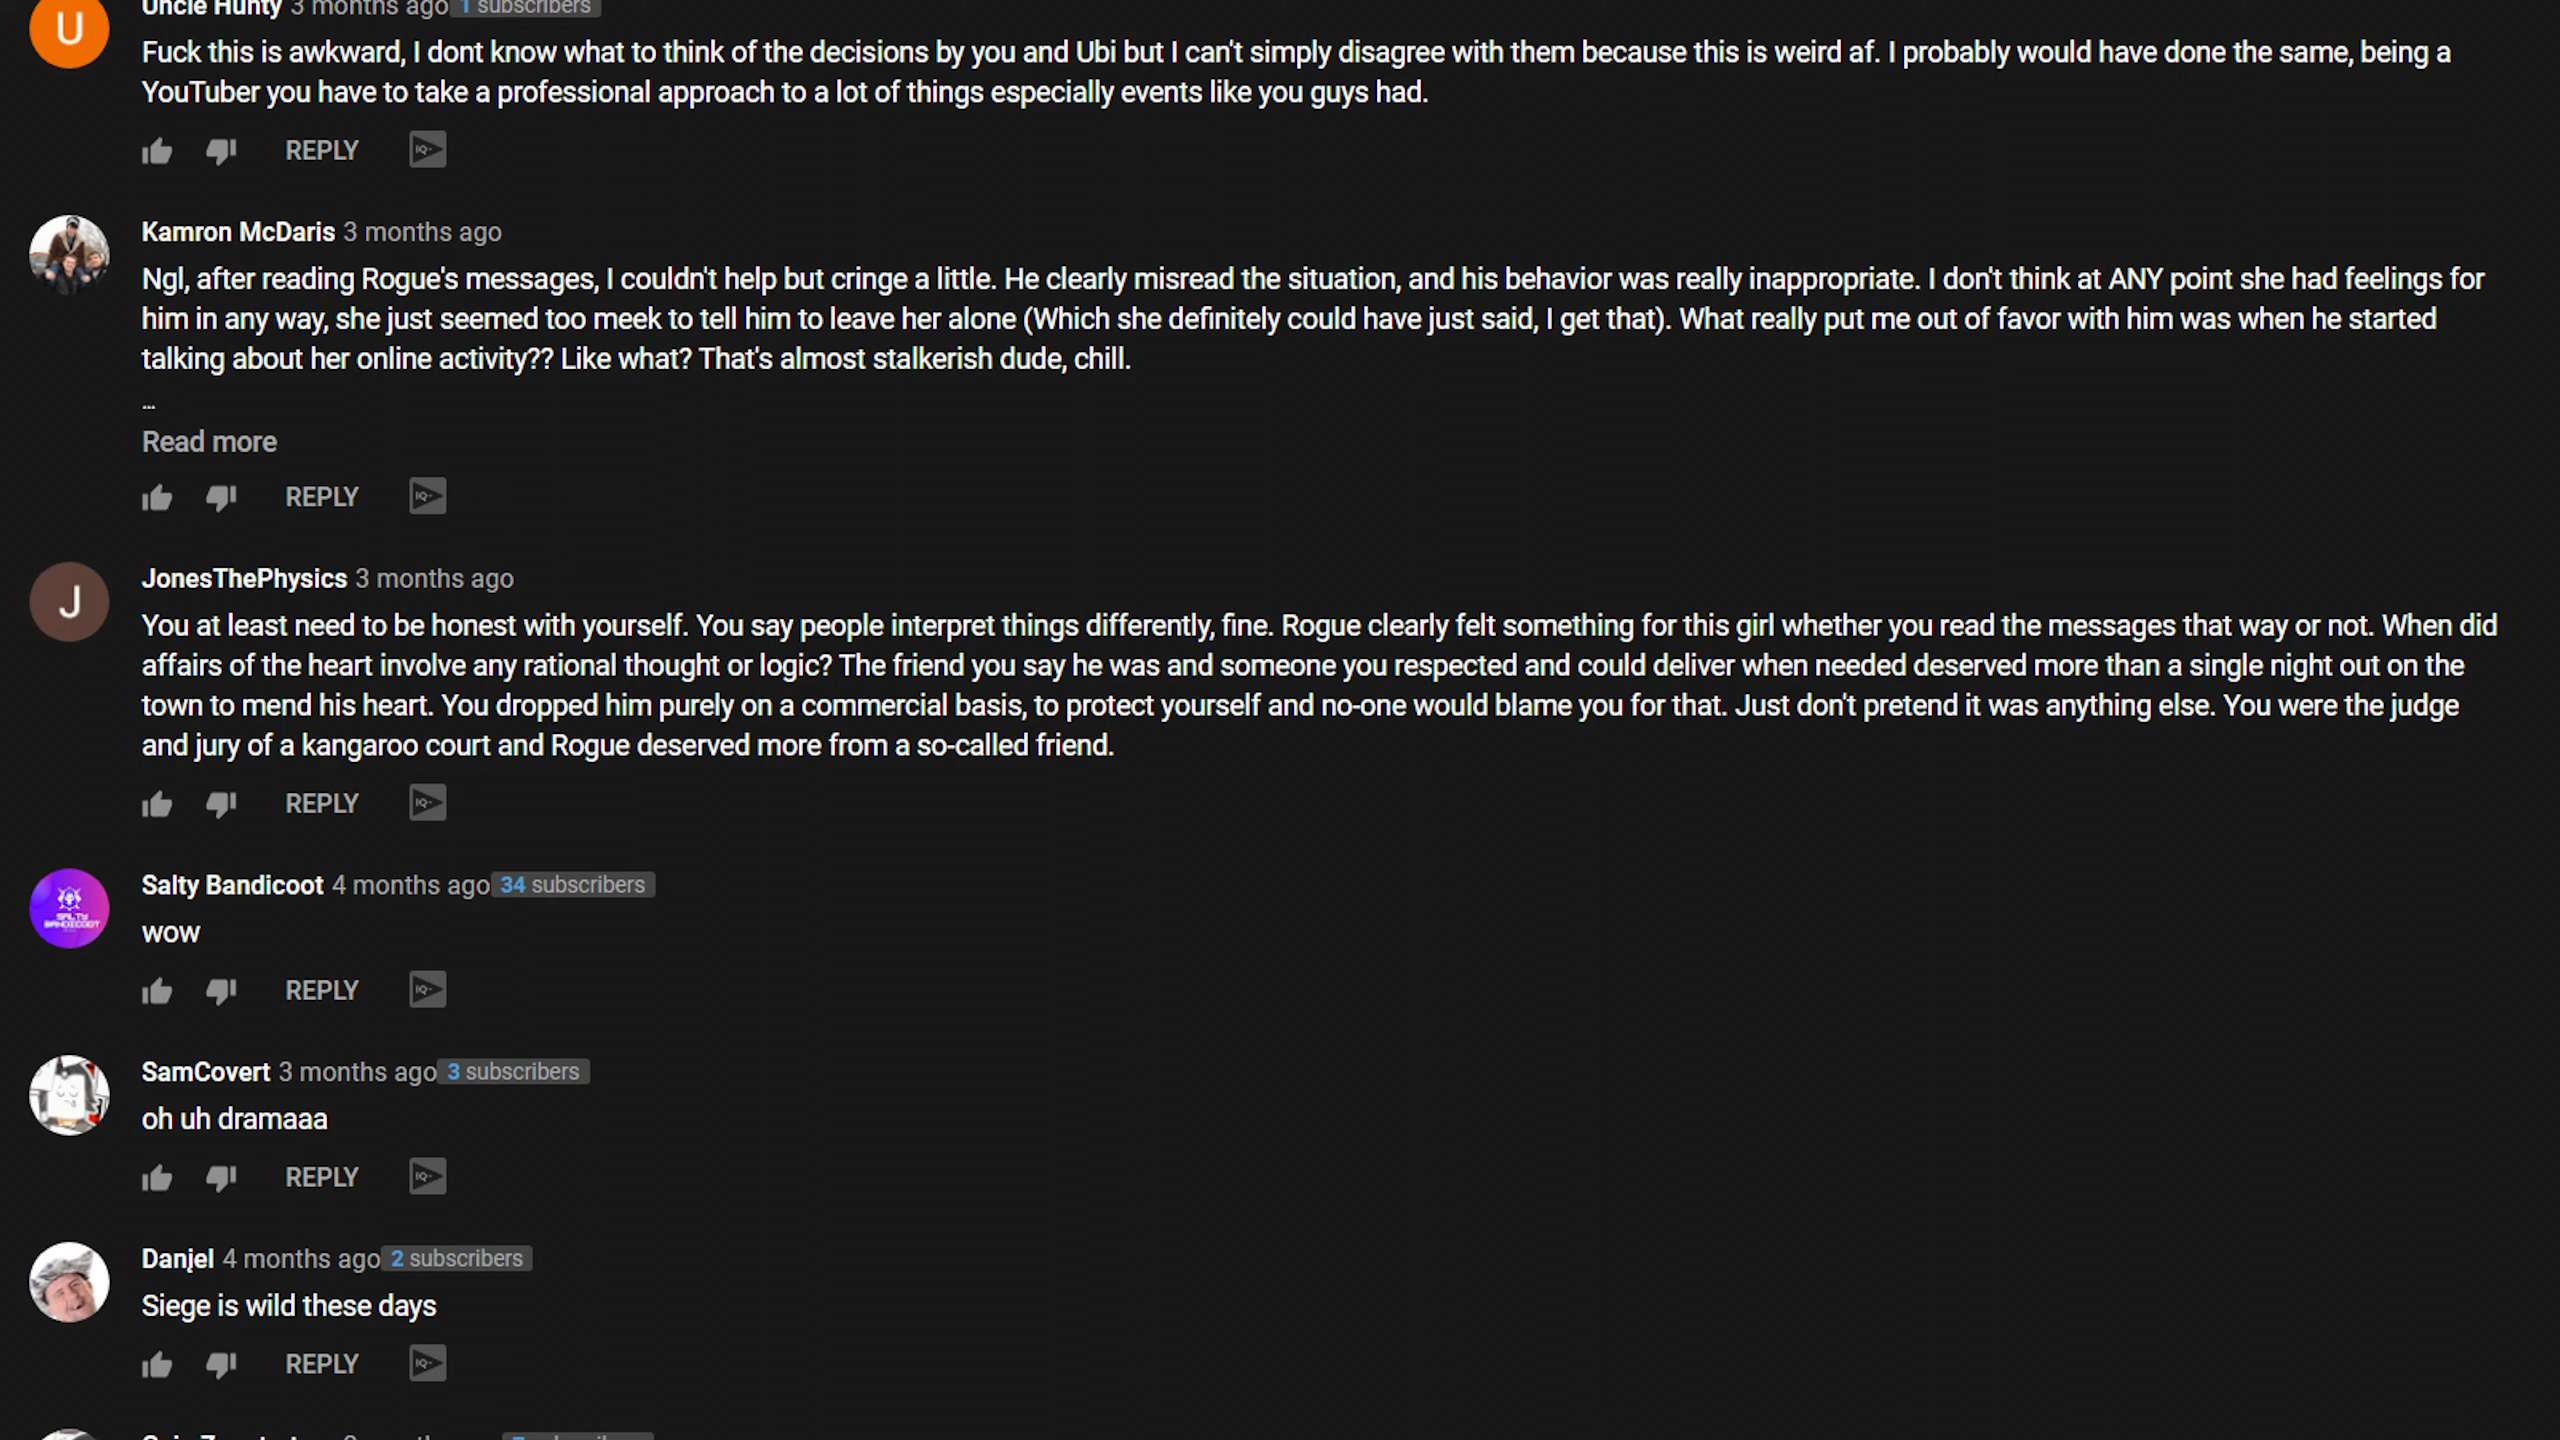 Uncle Hunty 3 months ago 1 subscribers
U
Fuck this is awkward, I dont know what to think of the decisions by you and Ubi but I can't simply disagree with them because this is weird af. I probably would have done the same, being a
YouTuber you have to take a professional approach to a lot of things especially events like you guys had.
REPLY IQ
Kamron McDaris 3 months ago
Ngl, after reading Rogue's messages, I couldn't help but cringe a little. He clearly misread the situation, and his behavior was really inappropriate. I don't think at ANY point she had feelings for
him in any way, she just seemed too meek to tell him to leave her alone (Which she definitely could have just said, I get that). What really put me out of favor with him was when he started
talking about her online activity?? Like what? That's almost stalkerish dude, chill.
...
Read more
REPLY IQ
JonesThePhysics 3 months ago
J
You at least need to be honest with yourself. You say people interpret things differently, fine. Rogue clearly felt something for this girl whether you read the messages that way or not. When did
affairs of the heart involve any rational thought or logic? The friend you say he was and someone you respected and could deliver when needed deserved more than a single night out on the
town to mend his heart. You dropped him purely on a commercial basis, to protect yourself and no-one would blame you for that. Just don't pretend it was anything else. You were the judge
and jury of a kangaroo court and Rogue deserved more from a so-called friend.
REPLY IQ
Salty Bandicoot 4 months ago 34 subscribers
SALTY
BANDICOOT
wow
REPLY IQ
SamCovert 3 months ago 3 subscribers
oh uh dramaaa
REPLY IQ
Danjel 4 months ago 2 subscribers
Siege is wild these days
REPLY IQ